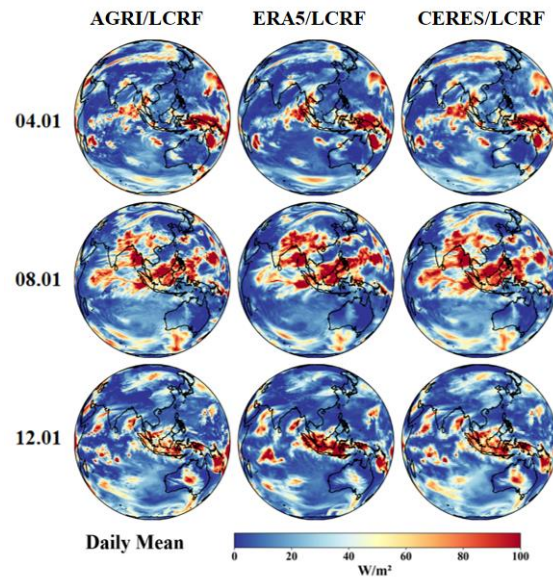 AGRI/LCRF ERA5/LCRF CERES/LCRF
04.01
08.01
12.01
Daily Mean
0 20 40 60 80 100
W/m²